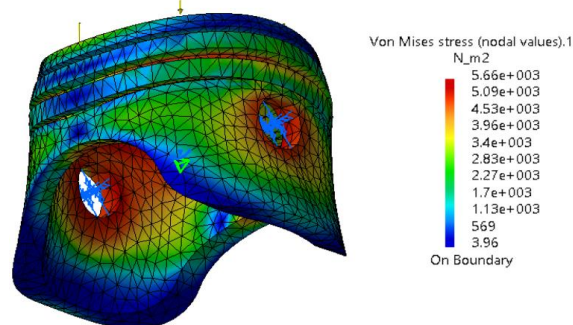 Von Mises stress (nodal values).1
N_m2
5.66e+003
5.09e+003
4.53e+003
3.96e+003
3.4e+003
2.83e+003
2.27e+003
1.7e+003
1.13e+003
569
3.96
On Boundary